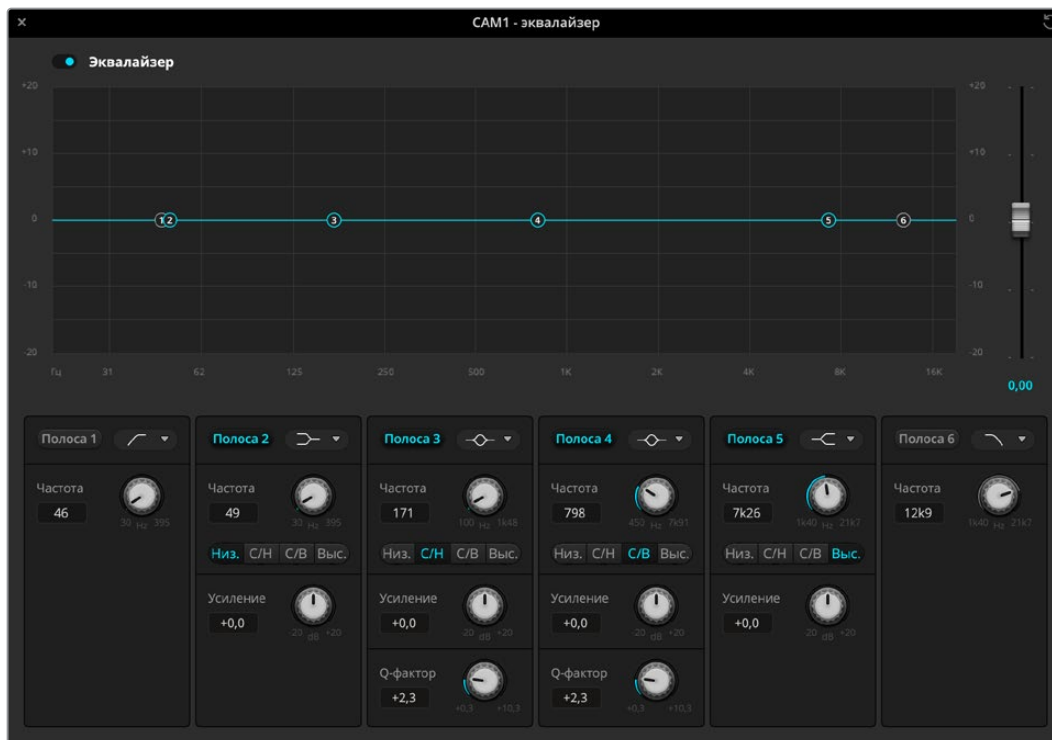 CAM1 - эквалайзер
Эквалайзер
+20 +20
+10 +10
0 1 2 3 4 5 6 0
-10 -10
-20 -20
Гц 31 62 125 250 500 1K 2K 4K 8K 16K
0,00
Полоса 1 Полоса 2 Полоса 3 Полоса 4 Полоса 5 Полоса 6
Частота Частота Частота Частота Частота Частота
46 49 171 798 7k26 12k9
30 Hz 395 30 Hz 395 100 Hz 1k48 450 Hz 7k91 1k40 Hz 21k7 1k40 Hz 21k7
Низ. С/Н С/В Выс. Низ. С/Н С/В Выс. Низ. С/Н С/В Выс. Низ. С/Н С/В Выс.
Усиление Усиление Усиление Усиление
+0,0 +0,0 +0,0 +0,0
-20 dB +20 -20 dB +20 -20 dB +20 -20 dB +20
Q-фактор Q-фактор
+2,3 +2,3
+0,3 +10,3 +0,3 +10,3